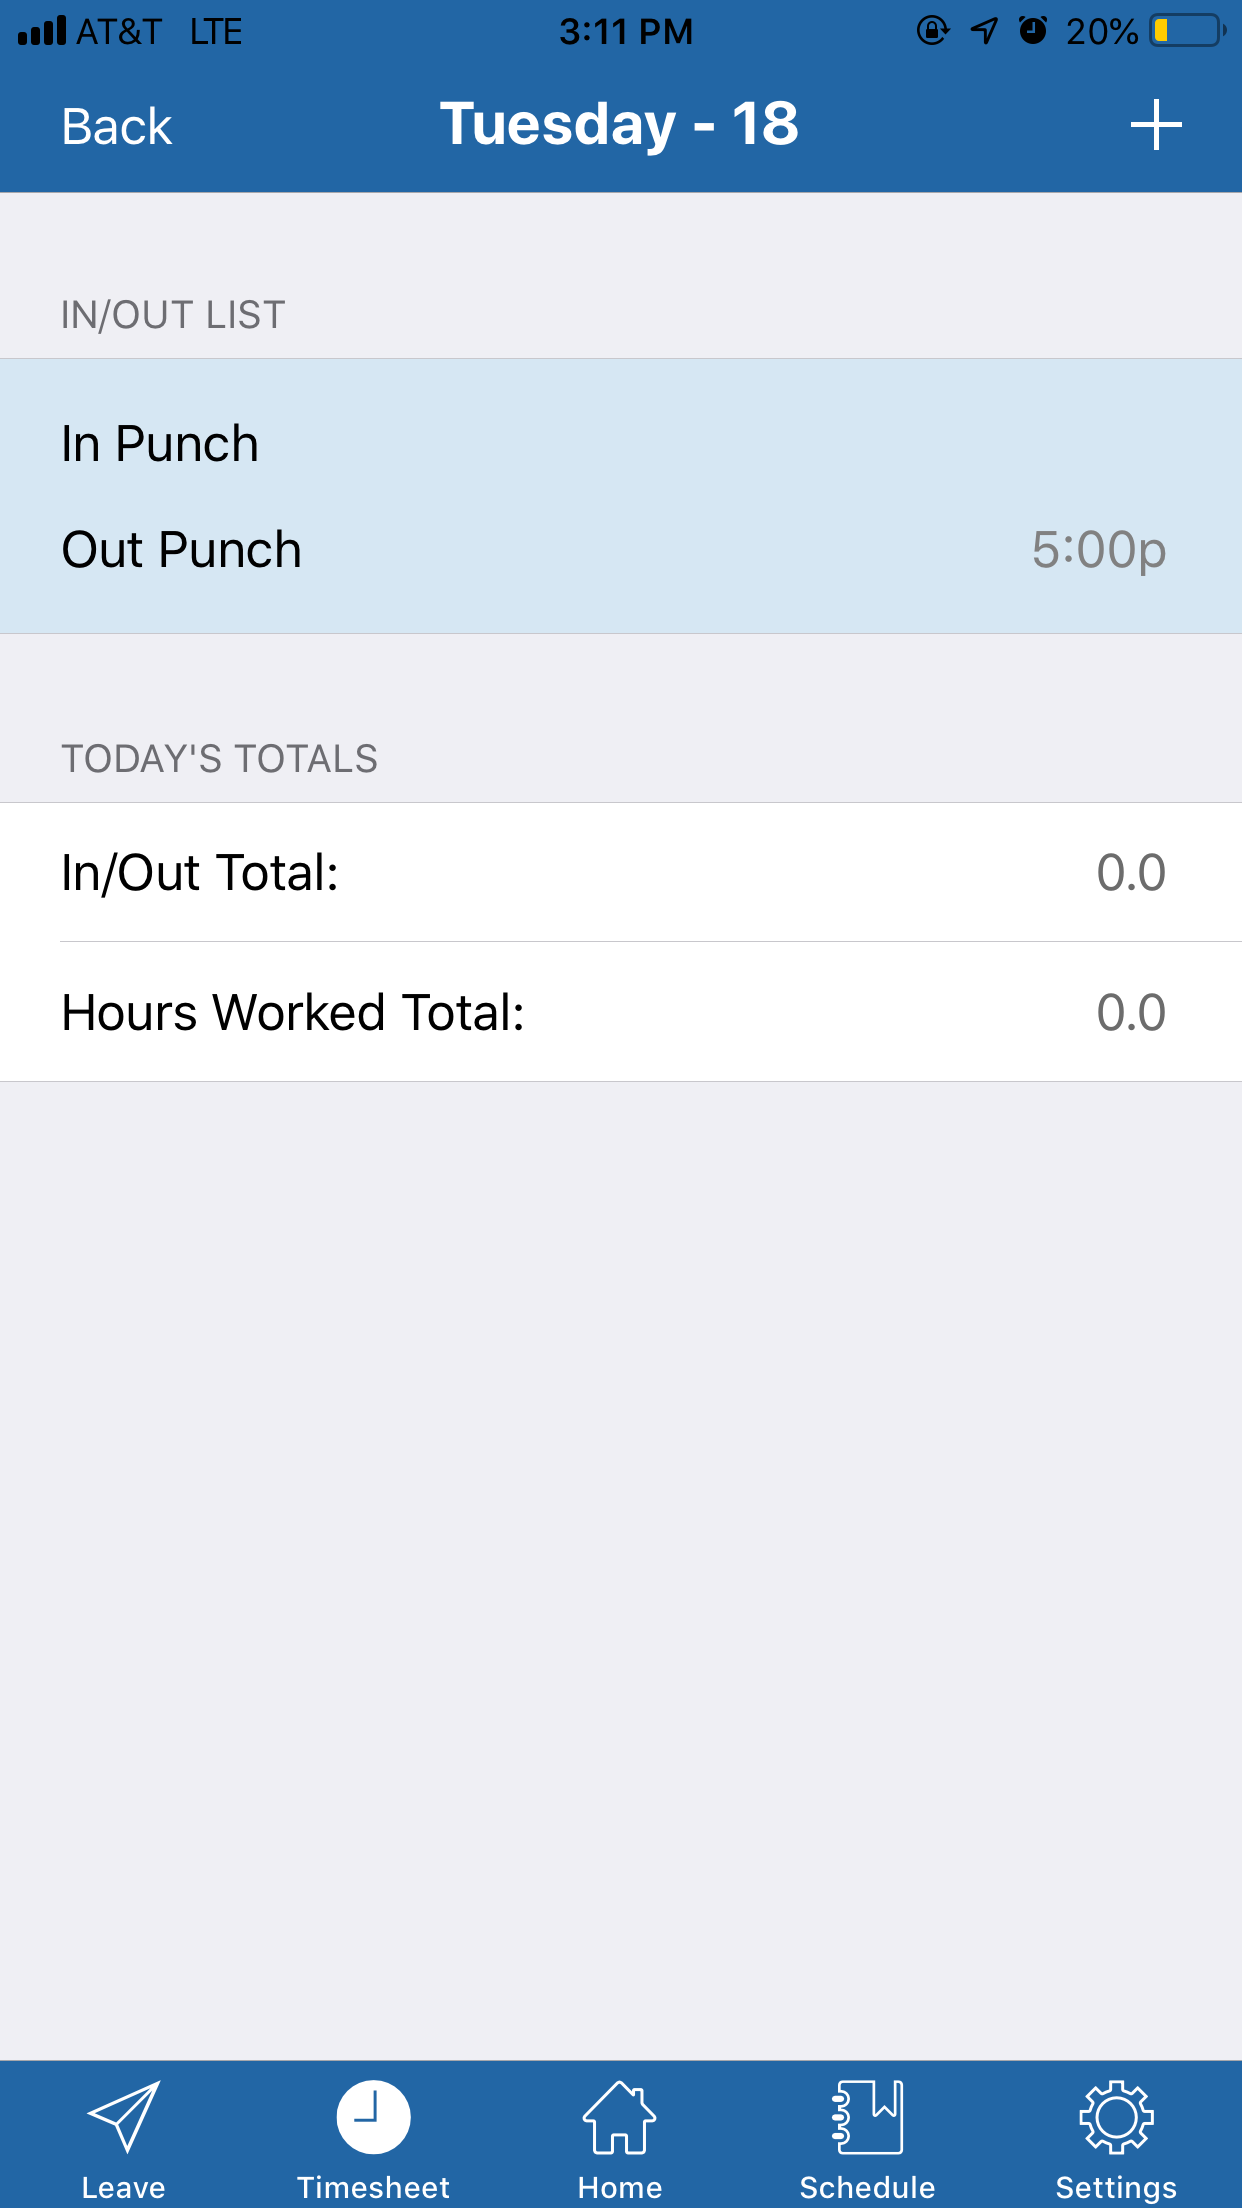 AT&T LTE 3:11 PM 20%
Back Tuesday - 18 +
IN/OUT LIST
In Punch
Out Punch 5:00p
TODAY'S TOTALS
In/Out Total: 0.0
Hours Worked Total: 0.0
Leave Timesheet Home Schedule Settings